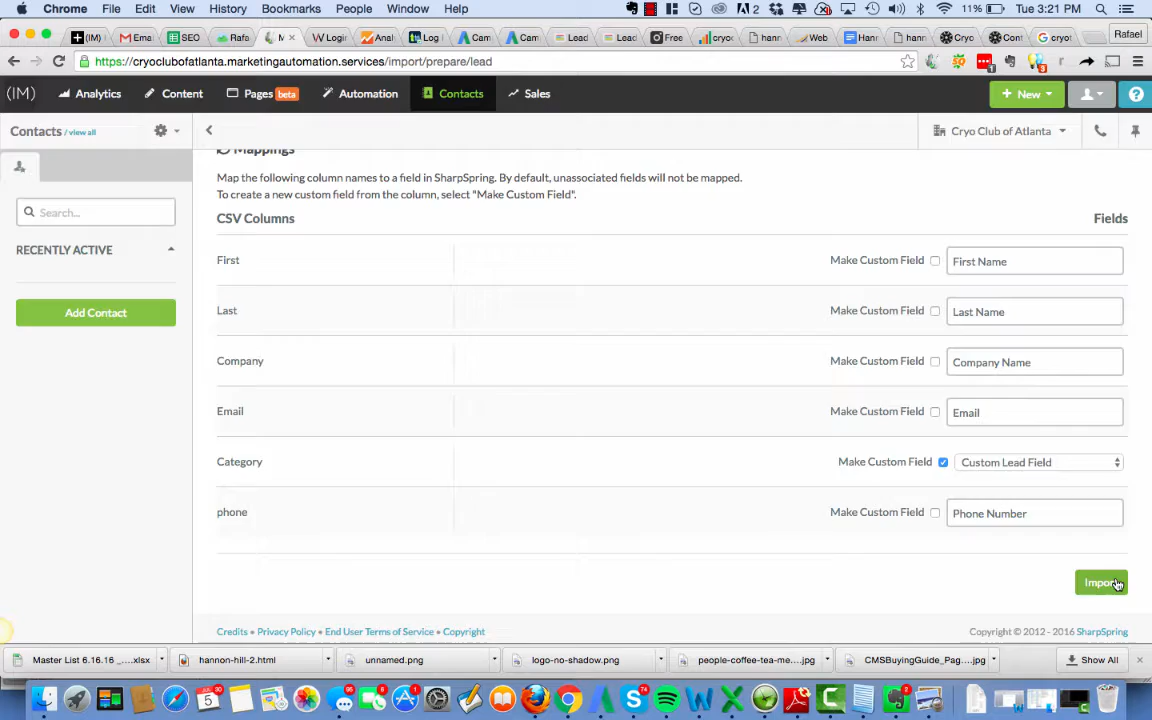 Chrome File Edit View History Bookmarks People Window Help 11% Tue 3:21 PM
(IM) Ema SEO Rafa M Login Anal Log I Cam Cam Lead Lead Free cryoc hann Web Hann hann Cryo Cont cryot Rafael
https://cryoclubofatlanta.marketingautomation.services/import/prepare/lead
(IM) Analytics Content Pages beta Automation Contacts Sales + New
Contacts / view all
Cryo Club of Atlanta
Mappings
Map the following column names to a field in SharpSpring. By default, unassociated fields will not be mapped.
To create a new custom field from the column, select "Make Custom Field".
Search...
RECENTLY ACTIVE
Add Contact
CSV Columns Fields
First Make Custom Field First Name
Last Make Custom Field Last Name
Company Make Custom Field Company Name
Email Make Custom Field Email
Category Make Custom Field Custom Lead Field
phone Make Custom Field Phone Number
Import
Credits • Privacy Policy • End User Terms of Service • Copyright
Copyright © 2012 - 2016 SharpSpring
Master List 6.16.16 _....xlsx hannon-hill-2.html unnamed.png logo-no-shadow.png people-coffee-tea-me....jpg CMSBuyingGuide_Pag....jpg Show All